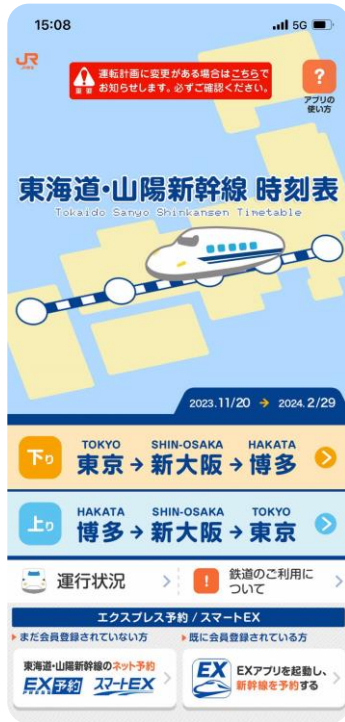 15:08
5G
JR
運転計画に変更がある場合はこちらで
重要
お知らせします。必ずご確認ください。
?
アプリの
使い方
東海道・山陽新幹線 時刻表
Tokaido Sanyo Shinkansen Timetable
2023.11/20 → 2024.2/29
下り
TOKYO SHIN-OSAKA HAKATA
東京→新大阪→博多
上り
HAKATA SHIN-OSAKA TOKYO
博多→新大阪→東京
運行状況
!
鉄道のご利用に
ついて
エクスプレス予約 / スマートEX
まだ会員登録されていない方
既に会員登録されている方
東海道・山陽新幹線のネット予約
EX予約 スマートEX
EX
EXアプリを起動し、
新幹線を予約する